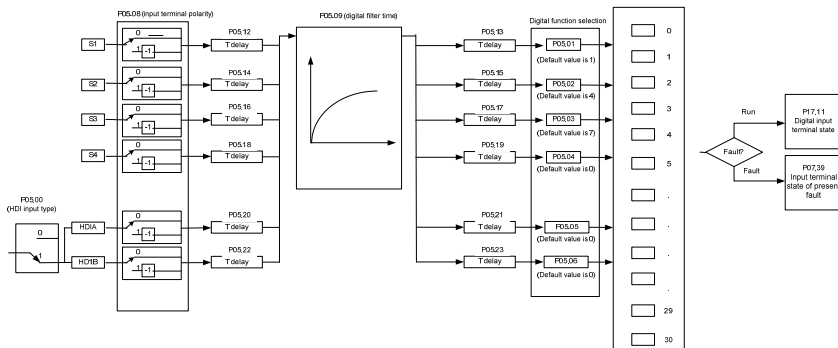 P05.08 (input terminal polarity)
P05.09 (digital filter time)
Digital function selection
S1
0
1
-1
P05,12
T delay
P05,13
T delay
P05,01
(Default value is 1)
S2
0
1
-1
P05,14
T delay
P05.15
T delay
P05,02
(Default value is 4)
S3
0
1
-1
P05,16
T delay
P05.17
T delay
P05,03
(Default value is 7)
S4
0
1
-1
P05.18
T delay
P05,19
T delay
P05.04
(Default value is 0)
P05,00
(HDI input type)
0
1
HDIA
0
1
-1
P05,20
T delay
P05,21
T delay
P05.05
(Default value is 0)
HD1B
0
1
-1
P05,22
T delay
P05.23
T delay
P05,06
(Default value is 0)
0
1
2
3
4
5
.
.
.
.
29
30
Fault?
Run
Fault
P17,11
Digital input
terminal state
P07,39
Input terminal
state of present
fault